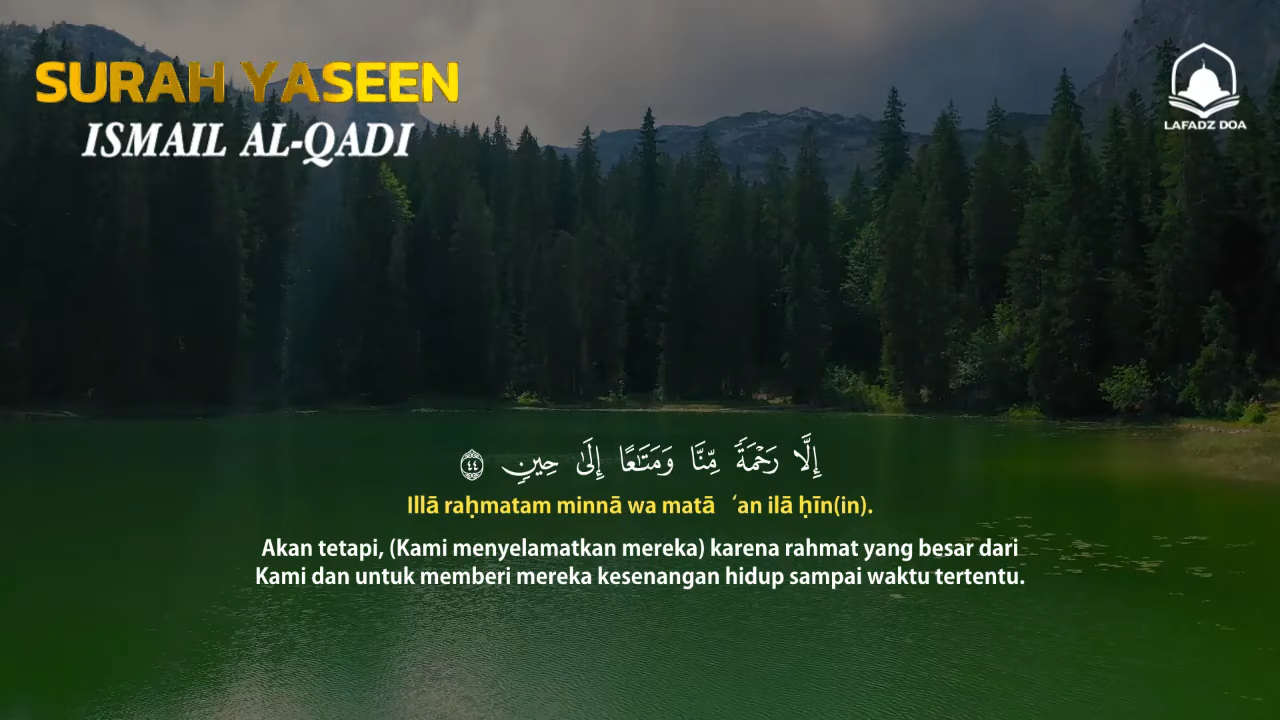 SURAH YASEEN
ISMAIL AL-QADI
LAFADZ DOA
إِلَّا رَحْمَةً مِّنَّا وَمَتَـٰعًا إِلَىٰ حِينٍ ٤٤
Illā raḥmatam minnā wa matā ‘an ilā ḥīn(in).
Akan tetapi, (Kami menyelamatkan mereka) karena rahmat yang besar dari
Kami dan untuk memberi mereka kesenangan hidup sampai waktu tertentu.